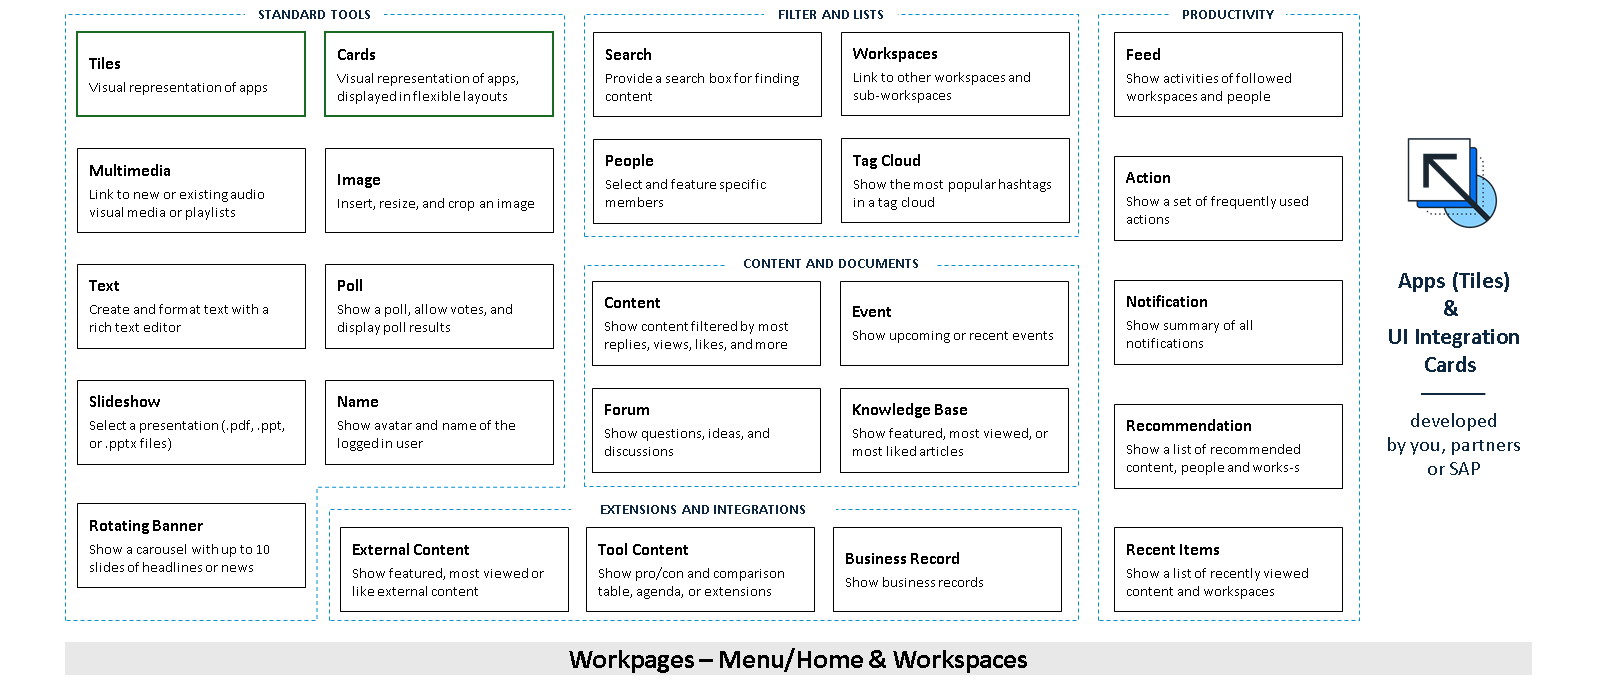 STANDARD TOOLS
Tiles
Visual representation of apps
Cards
Visual representation of apps,
displayed in flexible layouts
Multimedia
Link to new or existing audio
visual media or playlists
Image
Insert, resize, and crop an image
Text
Create and format text with a
rich text editor
Poll
Show a poll, allow votes, and
display poll results
Slideshow
Select a presentation (.pdf, .ppt,
or .pptx files)
Name
Show avatar and name of the
logged in user
Rotating Banner
Show a carousel with up to 10
slides of headlines or news
FILTER AND LISTS
Search
Provide a search box for finding
content
Workspaces
Link to other workspaces and
sub-workspaces
People
Select and feature specific
members
Tag Cloud
Show the most popular hashtags
in a tag cloud
CONTENT AND DOCUMENTS
Content
Show content filtered by most
replies, views, likes, and more
Event
Show upcoming or recent events
Forum
Show questions, ideas, and
discussions
Knowledge Base
Show featured, most viewed, or
most liked articles
EXTENSIONS AND INTEGRATIONS
External Content
Show featured, most viewed or
like external content
Tool Content
Show pro/con and comparison
table, agenda, or extensions
Business Record
Show business records
PRODUCTIVITY
Feed
Show activities of followed
workspaces and people
Action
Show a set of frequently used
actions
Notification
Show summary of all
notifications
Recommendation
Show a list of recommended
content, people and works-s
Recent Items
Show a list of recently viewed
content and workspaces
Apps (Tiles)
&
UI Integration
Cards
developed
by you, partners
or SAP
Workpages – Menu/Home & Workspaces